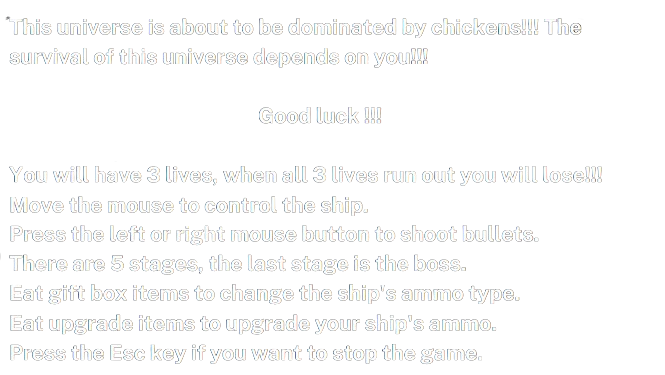 This universe is about to be dominated by chickens!!! The
survival of this universe depends on you!!!
Good luck !!!
You will have 3 lives, when all 3 lives run out you will lose!!!
Move the mouse to control the ship.
Press the left or right mouse button to shoot bullets.
There are 5 stages, the last stage is the boss.
Eat gift box items to change the ship's ammo type.
Eat upgrade items to upgrade your ship's ammo.
Press the Esc key if you want to stop the game.